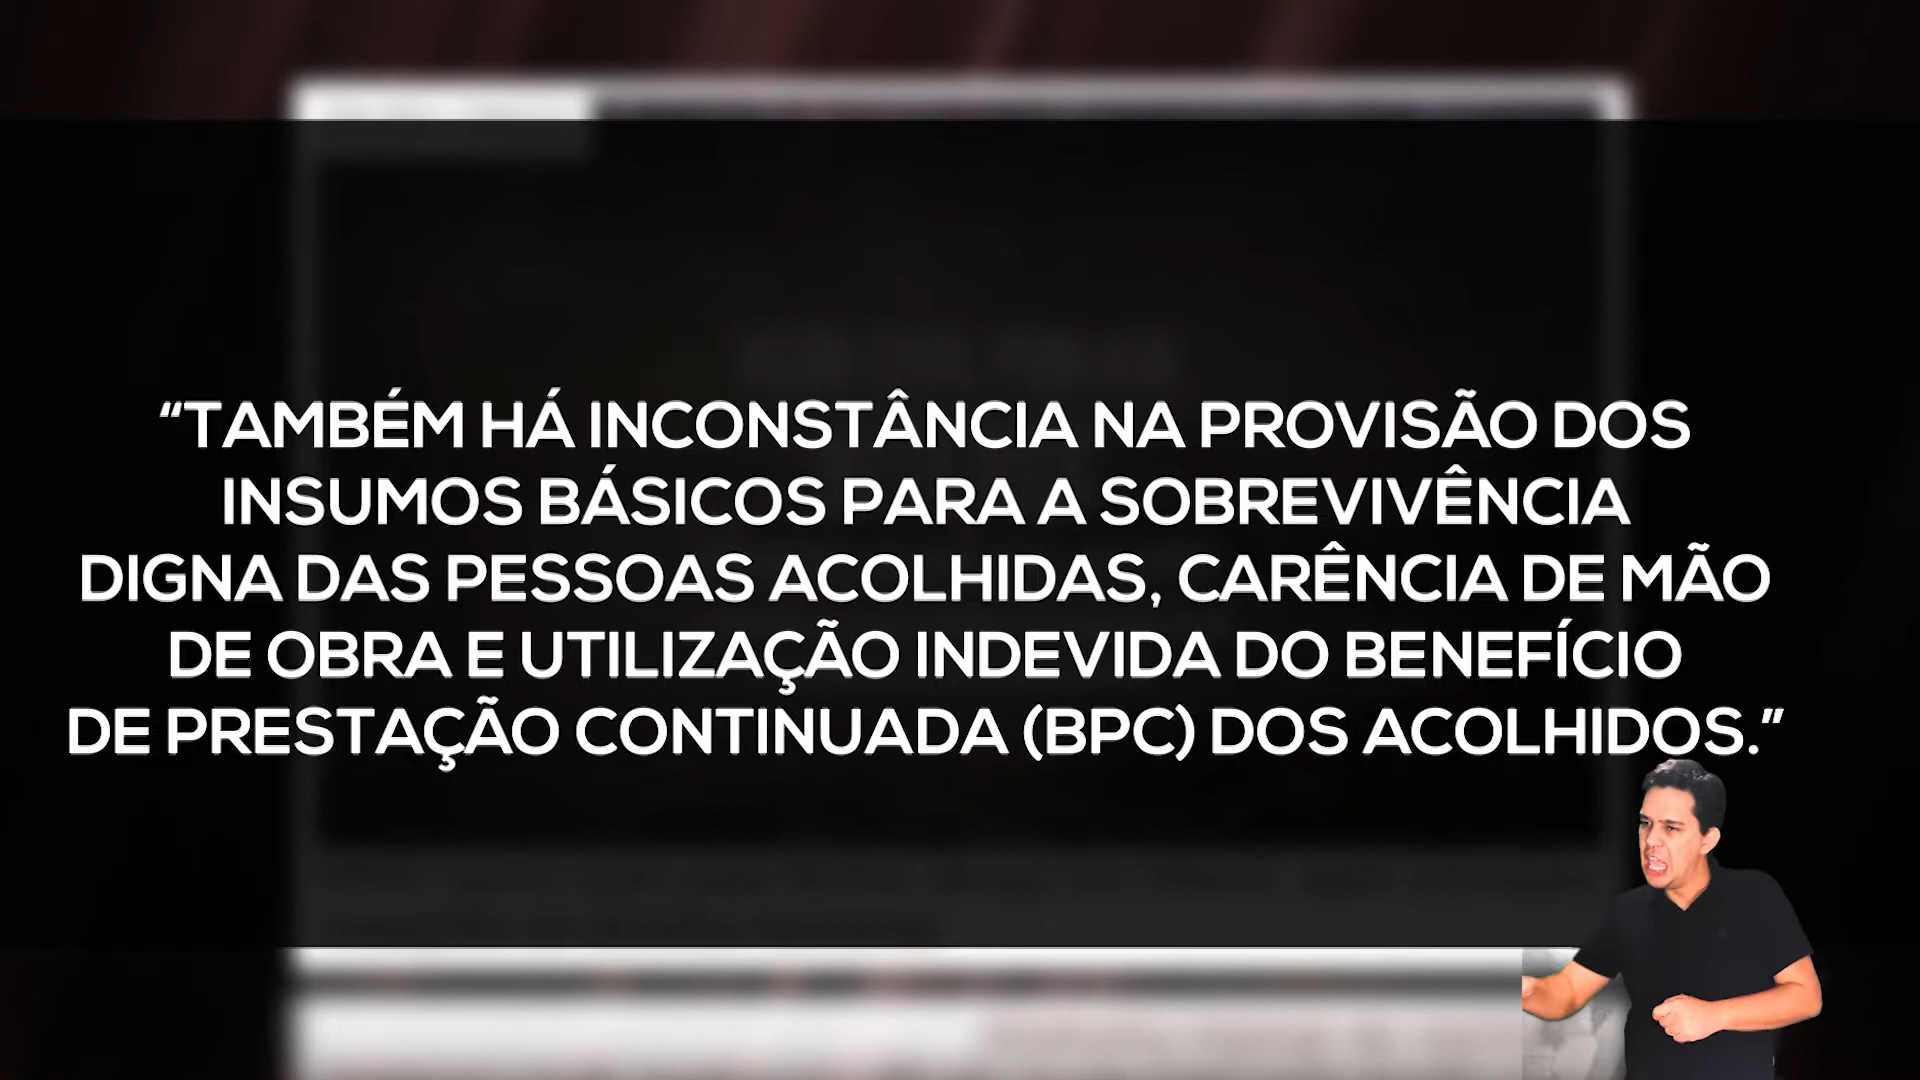 “TAMBÉM HÁ INCONSTÂNCIA NA PROVISÃO DOS
INSUMOS BÁSICOS PARA A SOBREVIVÊNCIA
DIGNA DAS PESSOAS ACOLHIDAS, CARÊNCIA DE MÃO
DE OBRA E UTILIZAÇÃO INDEVIDA DO BENEFÍCIO
DE PRESTAÇÃO CONTINUADA (BPC) DOS ACOLHIDOS.”